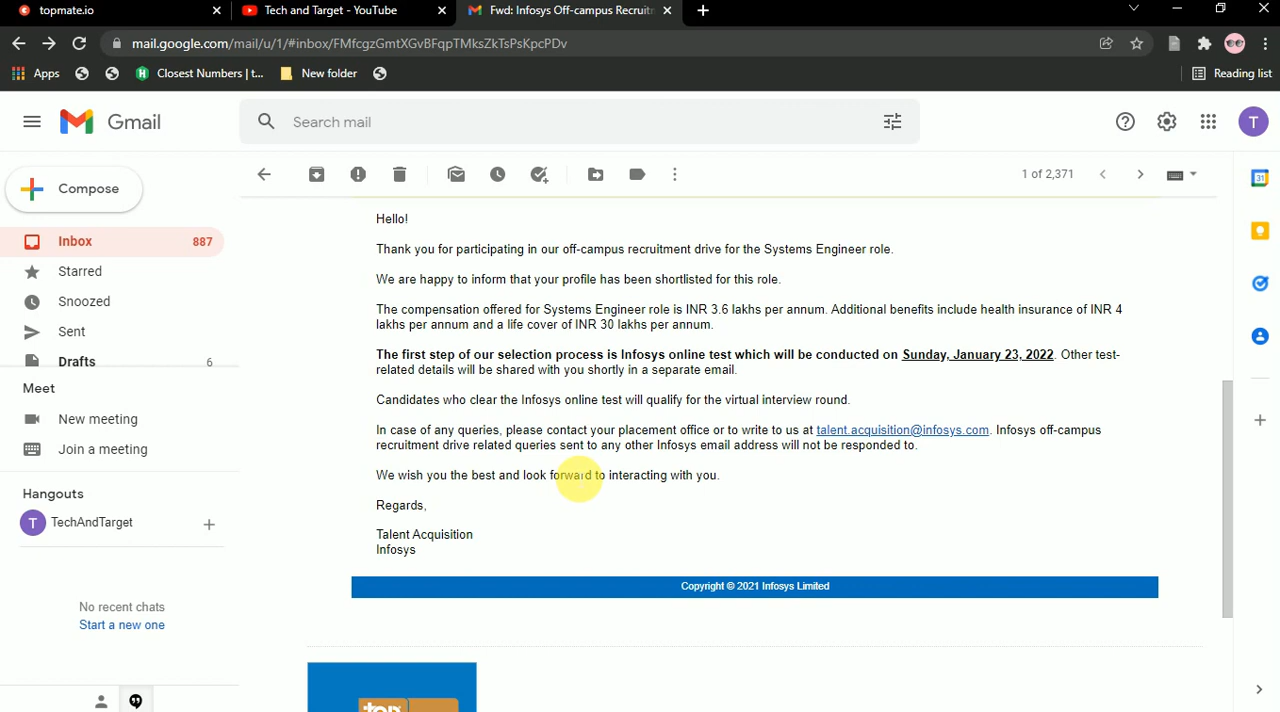 topmate.io
Tech and Target - YouTube
Fwd: Infosys Off-campus Recruitn
mail.google.com/mail/u/1/#inbox/FMfcgzGmtXGvBFqpTMksZkTsPsKpcPDv
Apps
Closest Numbers | t...
New folder
Reading list
Gmail
Search mail
T
Compose
1 of 2,371
Inbox 887
Starred
Snoozed
Sent
Drafts 6
Meet
New meeting
Join a meeting
Hangouts
T TechAndTarget
No recent chats
Start a new one
31
Hello!
Thank you for participating in our off-campus recruitment drive for the Systems Engineer role.
We are happy to inform that your profile has been shortlisted for this role.
The compensation offered for Systems Engineer role is INR 3.6 lakhs per annum. Additional benefits include health insurance of INR 4
lakhs per annum and a life cover of INR 30 lakhs per annum.
The first step of our selection process is Infosys online test which will be conducted on Sunday, January 23, 2022. Other test-
related details will be shared with you shortly in a separate email.
Candidates who clear the Infosys online test will qualify for the virtual interview round.
In case of any queries, please contact your placement office or to write to us at talent.acquisition@infosys.com. Infosys off-campus
recruitment drive related queries sent to any other Infosys email address will not be responded to.
We wish you the best and look forward to interacting with you.
Regards,
Talent Acquisition
Infosys
Copyright © 2021 Infosys Limited